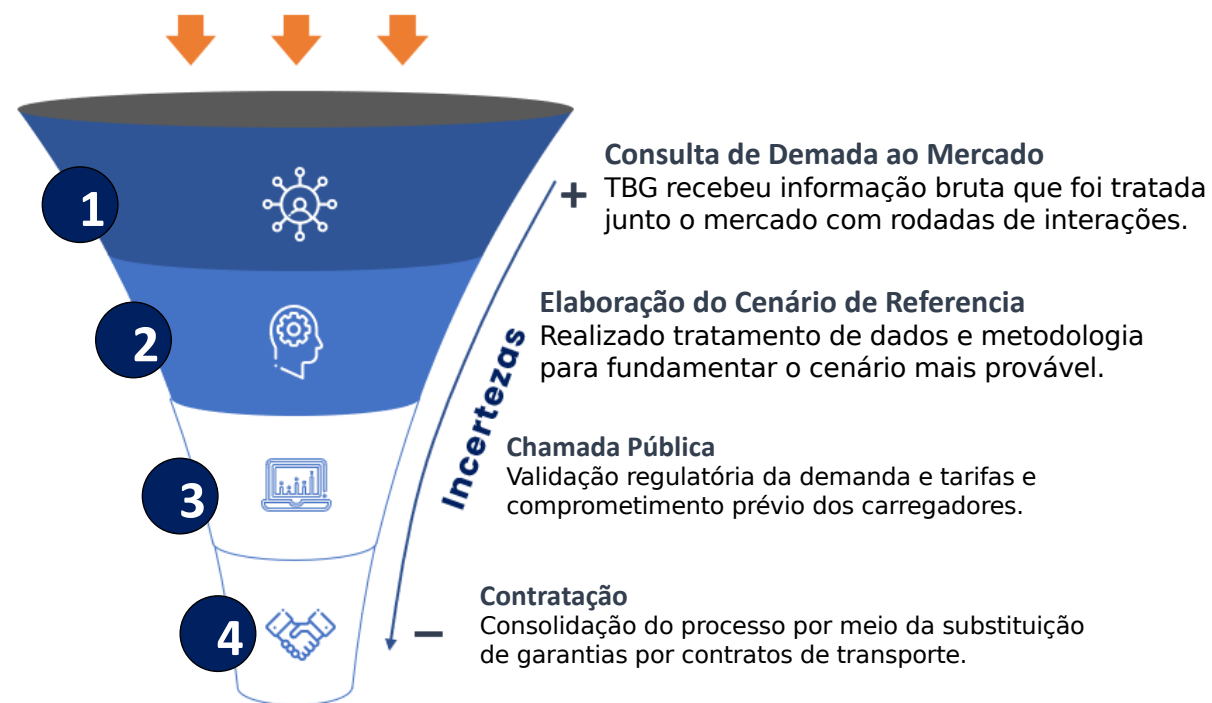 1
Consulta de Demada ao Mercado
+ TBG recebeu informação bruta que foi tratada
junto o mercado com rodadas de interações.
2
Elaboração do Cenário de Referencia
Realizado tratamento de dados e metodologia
para fundamentar o cenário mais provável.
Incertezas
3
Chamada Pública
Validação regulatória da demanda e tarifas e
comprometimento prévio dos carregadores.
4
Contratação
– Consolidação do processo por meio da substituição
de garantias por contratos de transporte.